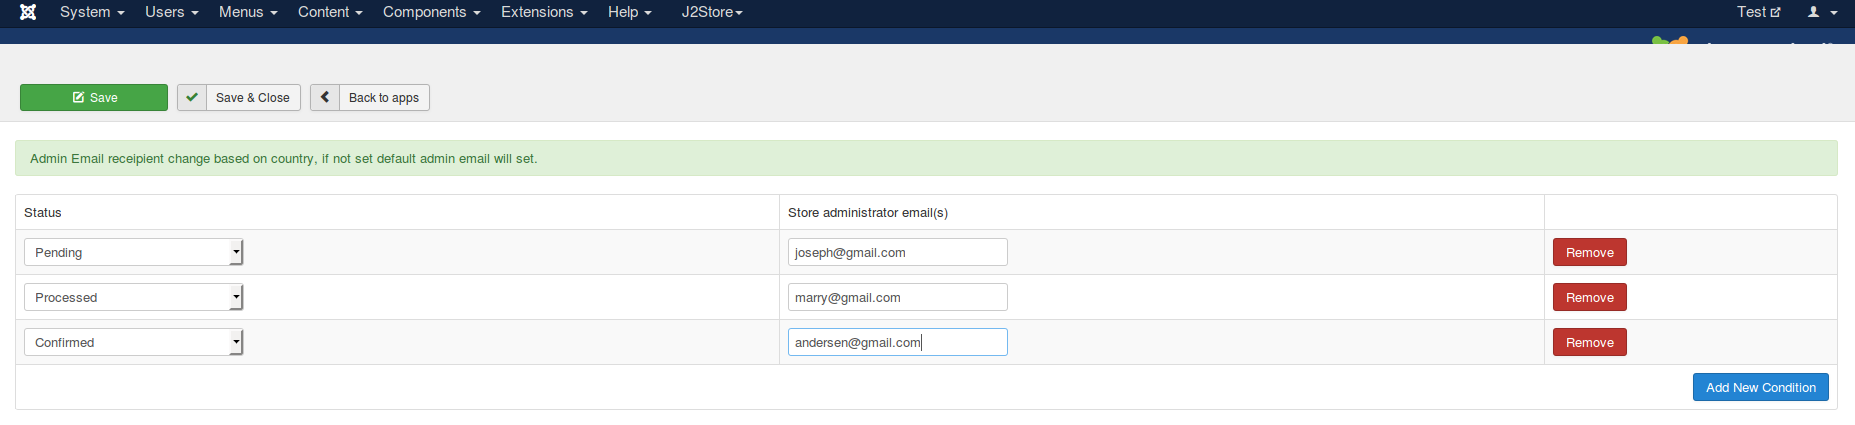 System Users Menus Content Components Extensions Help J2Store Test
Save Save & Close Back to apps
Admin Email receipient change based on country, if not set default admin email will set.
Status Store administrator email(s)
Pending joseph@gmail.com Remove
Processed marry@gmail.com Remove
Confirmed andersen@gmail.com Remove
Add New Condition